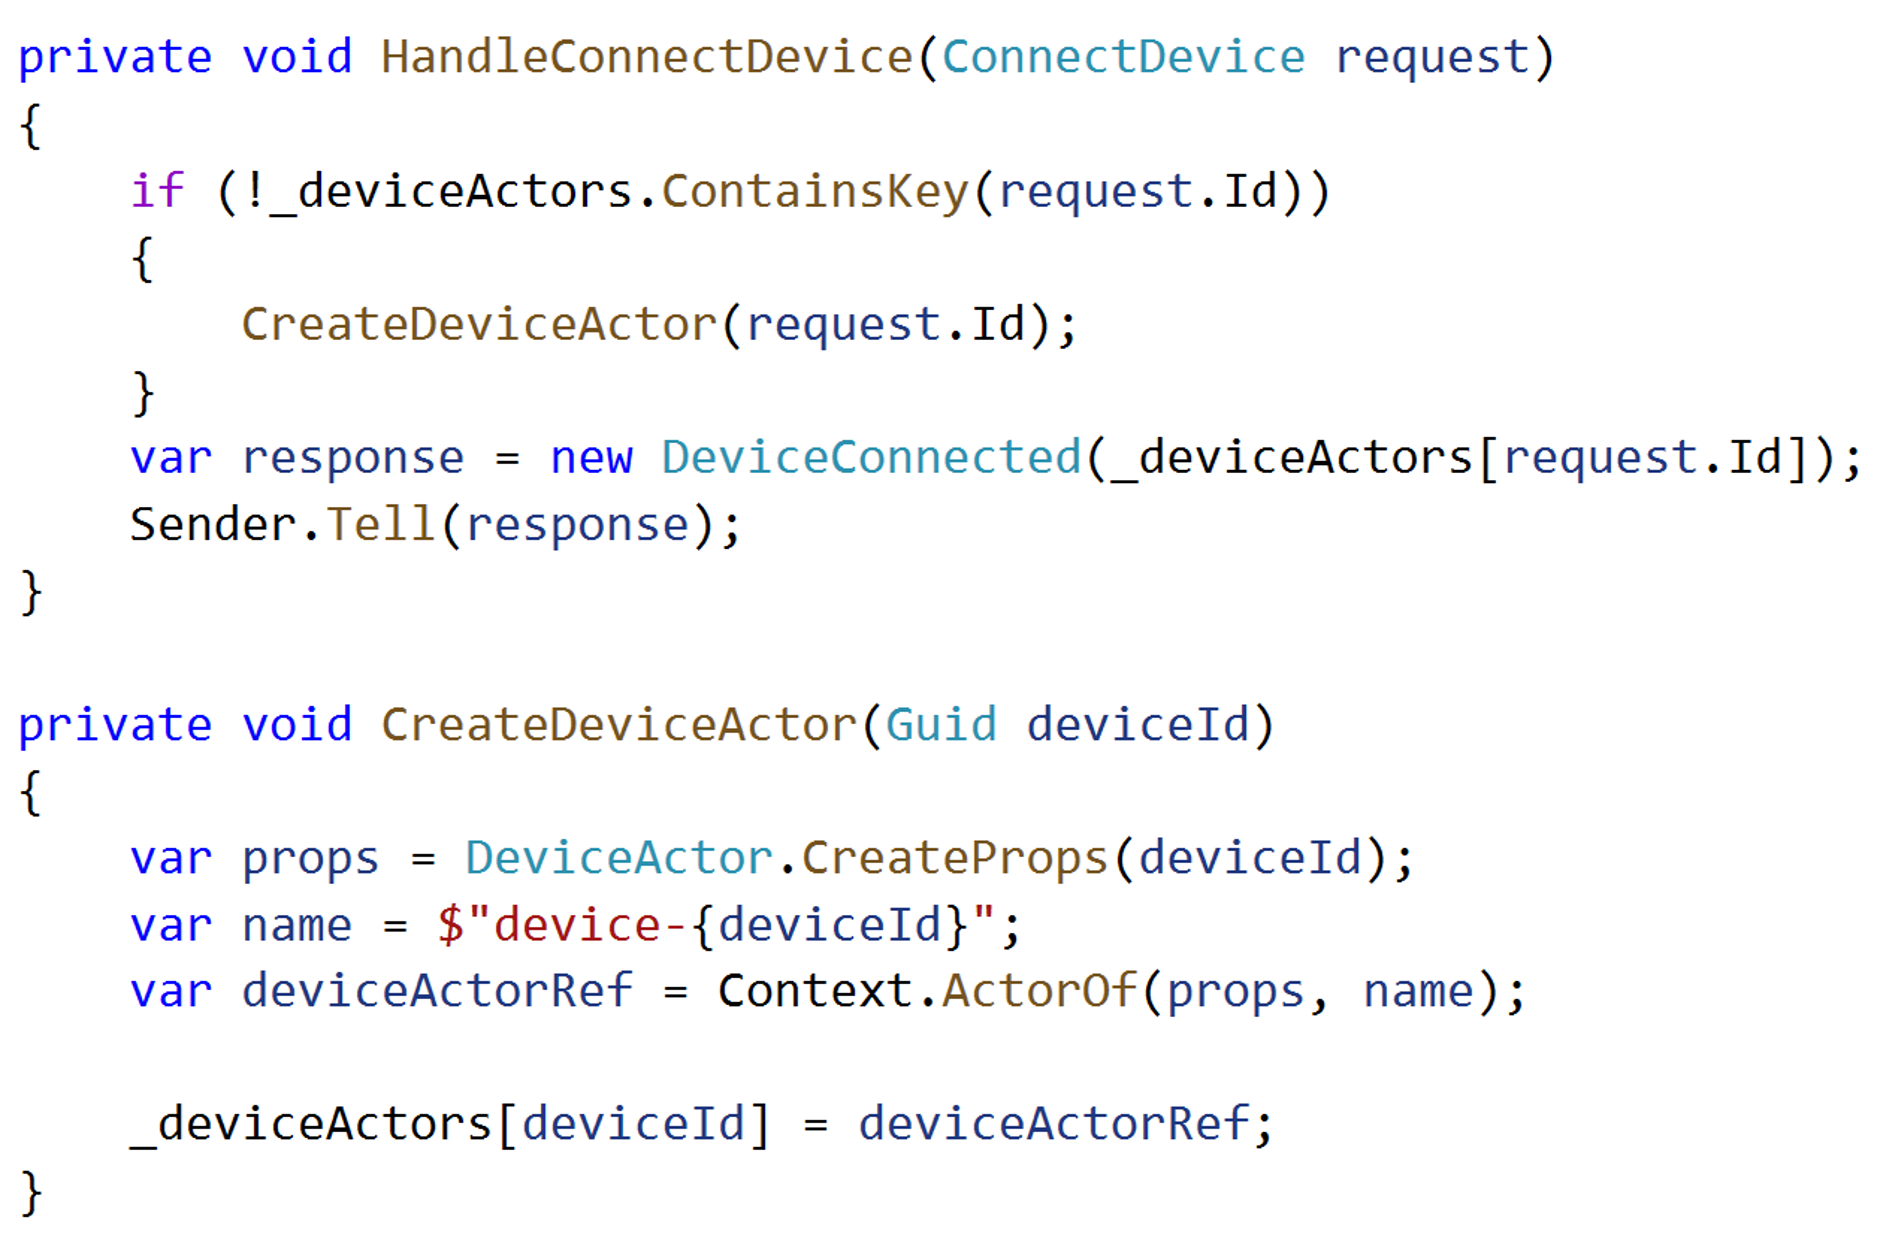 private void HandleConnectDevice(ConnectDevice request)
{
    if (!_deviceActors.ContainsKey(request.Id))
    {
        CreateDeviceActor(request.Id);
    }
    var response = new DeviceConnected(_deviceActors[request.Id]);
    Sender.Tell(response);
}

private void CreateDeviceActor(Guid deviceId)
{
    var props = DeviceActor.CreateProps(deviceId);
    var name = $"device-{deviceId}";
    var deviceActorRef = Context.ActorOf(props, name);

    _deviceActors[deviceId] = deviceActorRef;
}